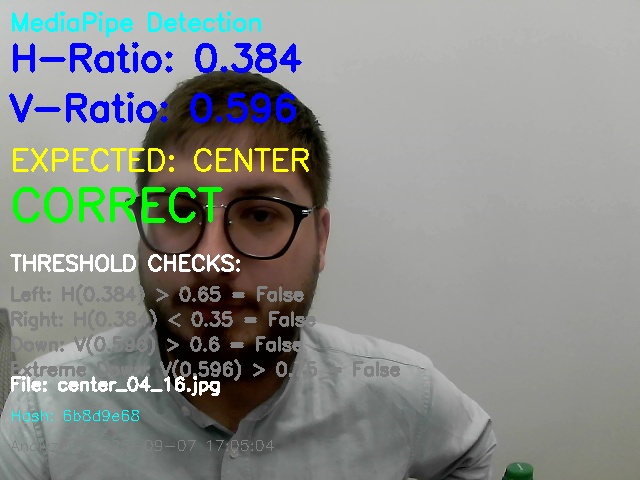 MediaPipe Detection
H-Ratio: 0.384
V-Ratio: 0.596
EXPECTED: CENTER
CORRECT
THRESHOLD CHECKS:
Left: H(0.384) > 0.65 = False
Right: H(0.384) < 0.35 = False
Down: V(0.596) > 0.6 = False
Extreme V(0.596) > = False
File: center_04_16.jpg
Hash: 6b8d9e68
09-07 17:05:04